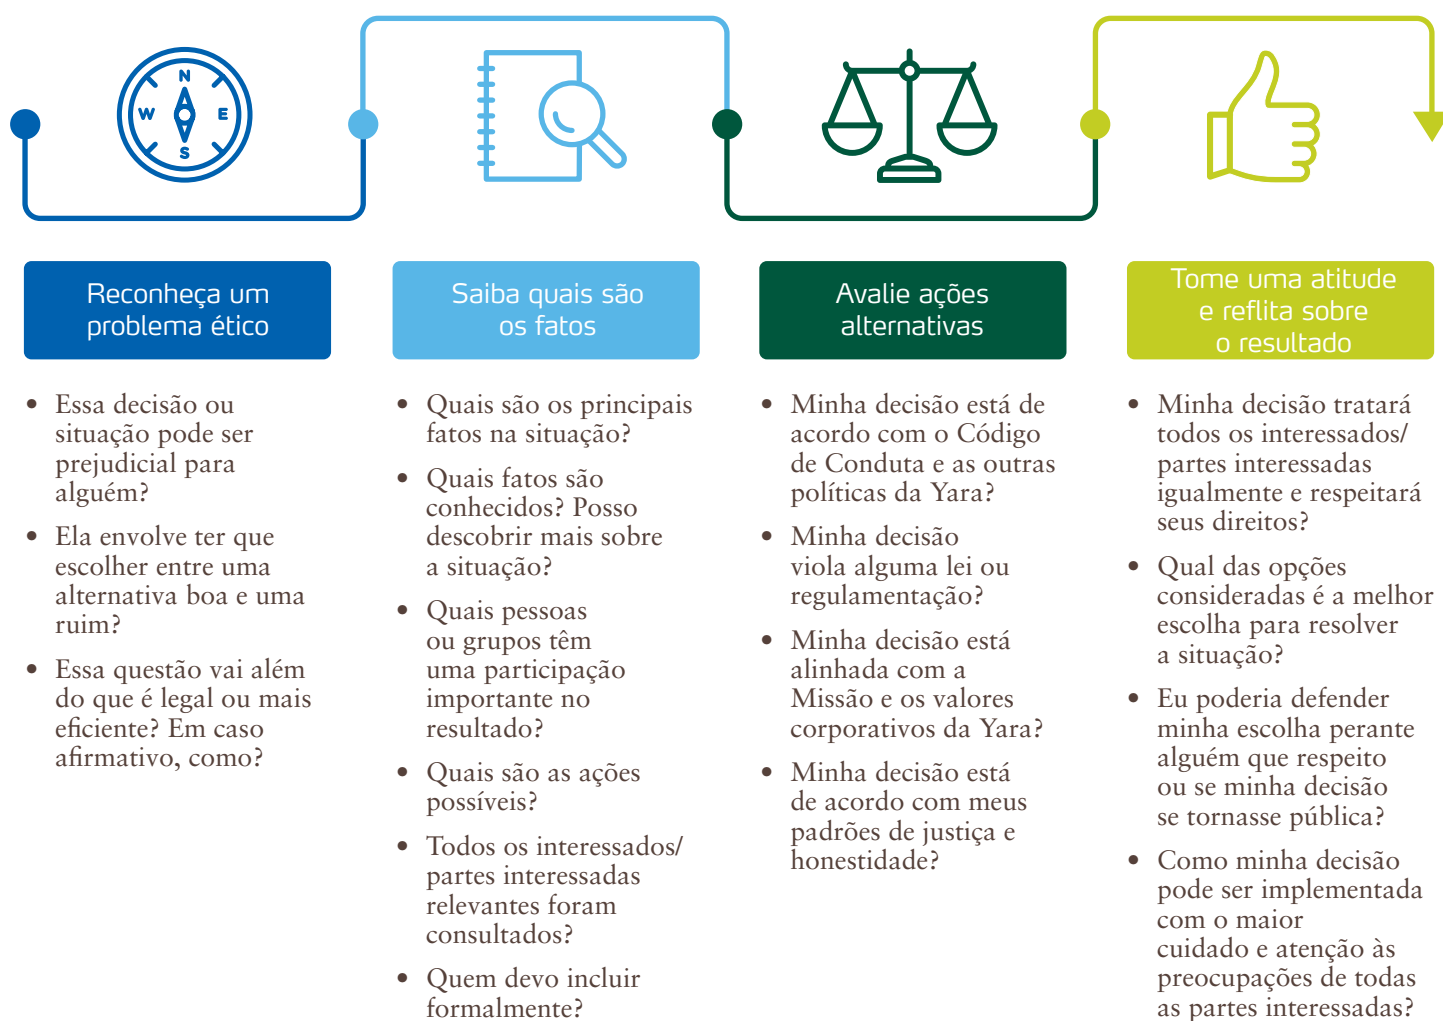 N
W
E
S
Reconheça um
problema ético
• Essa decisão ou
situação pode ser
prejudicial para
alguém?
• Ela envolve ter que
escolher entre uma
alternativa boa e uma
ruim?
• Essa questão vai além
do que é legal ou mais
eficiente? Em caso
afirmativo, como?
Saiba quais são
os fatos
• Quais são os principais
fatos na situação?
• Quais fatos são
conhecidos? Posso
descobrir mais sobre
a situação?
• Quais pessoas
ou grupos têm
uma participação
importante no
resultado?
• Quais são as ações
possíveis?
• Todos os interessados/
partes interessadas
relevantes foram
consultados?
• Quem devo incluir
formalmente?
Avalie ações
alternativas
• Minha decisão está de
acordo com o Código
de Conduta e as outras
políticas da Yara?
• Minha decisão
viola alguma lei ou
regulamentação?
• Minha decisão está
alinhada com a
Missão e os valores
corporativos da Yara?
• Minha decisão está
de acordo com meus
padrões de justiça e
honestidade?
Tome uma atitude
e reflita sobre
o resultado
• Minha decisão tratará
todos os interessados/
partes interessadas
igualmente e respeitará
seus direitos?
• Qual das opções
consideradas é a melhor
escolha para resolver
a situação?
• Eu poderia defender
minha escolha perante
alguém que respeito
ou se minha decisão
se tornasse pública?
• Como minha decisão
pode ser implementada
com o maior
cuidado e atenção às
preocupações de todas
as partes interessadas?